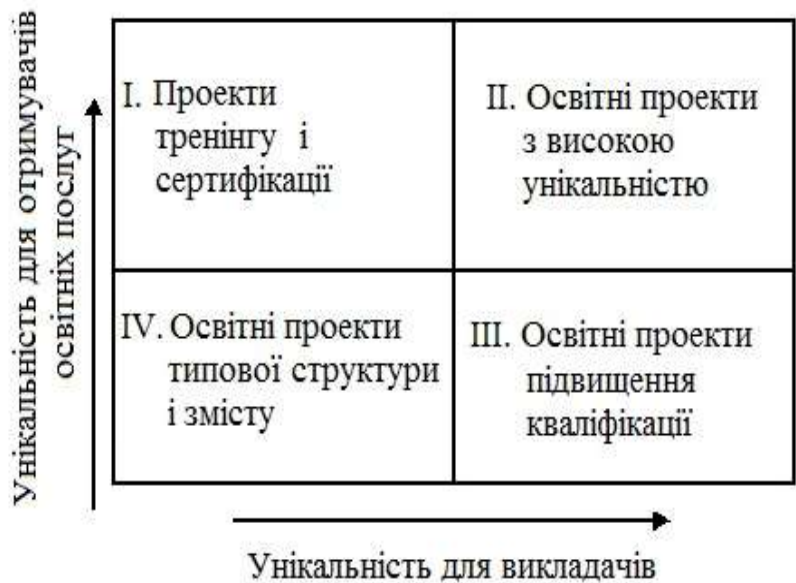 Унікальність для отримувачів
освітніх послуг
I. Проекти
тренінгу і
сертифікації
II. Освітні проекти
з високою
унікальністю
IV. Освітні проекти
типової структури
і змісту
III. Освітні проекти
підвищення
кваліфікації
Унікальність для викладачів